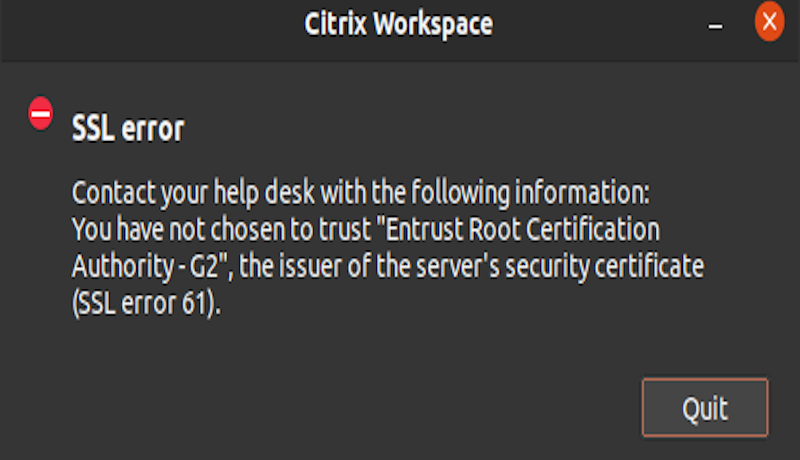 Citrix Workspace
SSL error
Contact your help desk with the following information:
You have not chosen to trust "Entrust Root Certification
Authority - G2", the issuer of the server's security certificate
(SSL error 61).
Quit